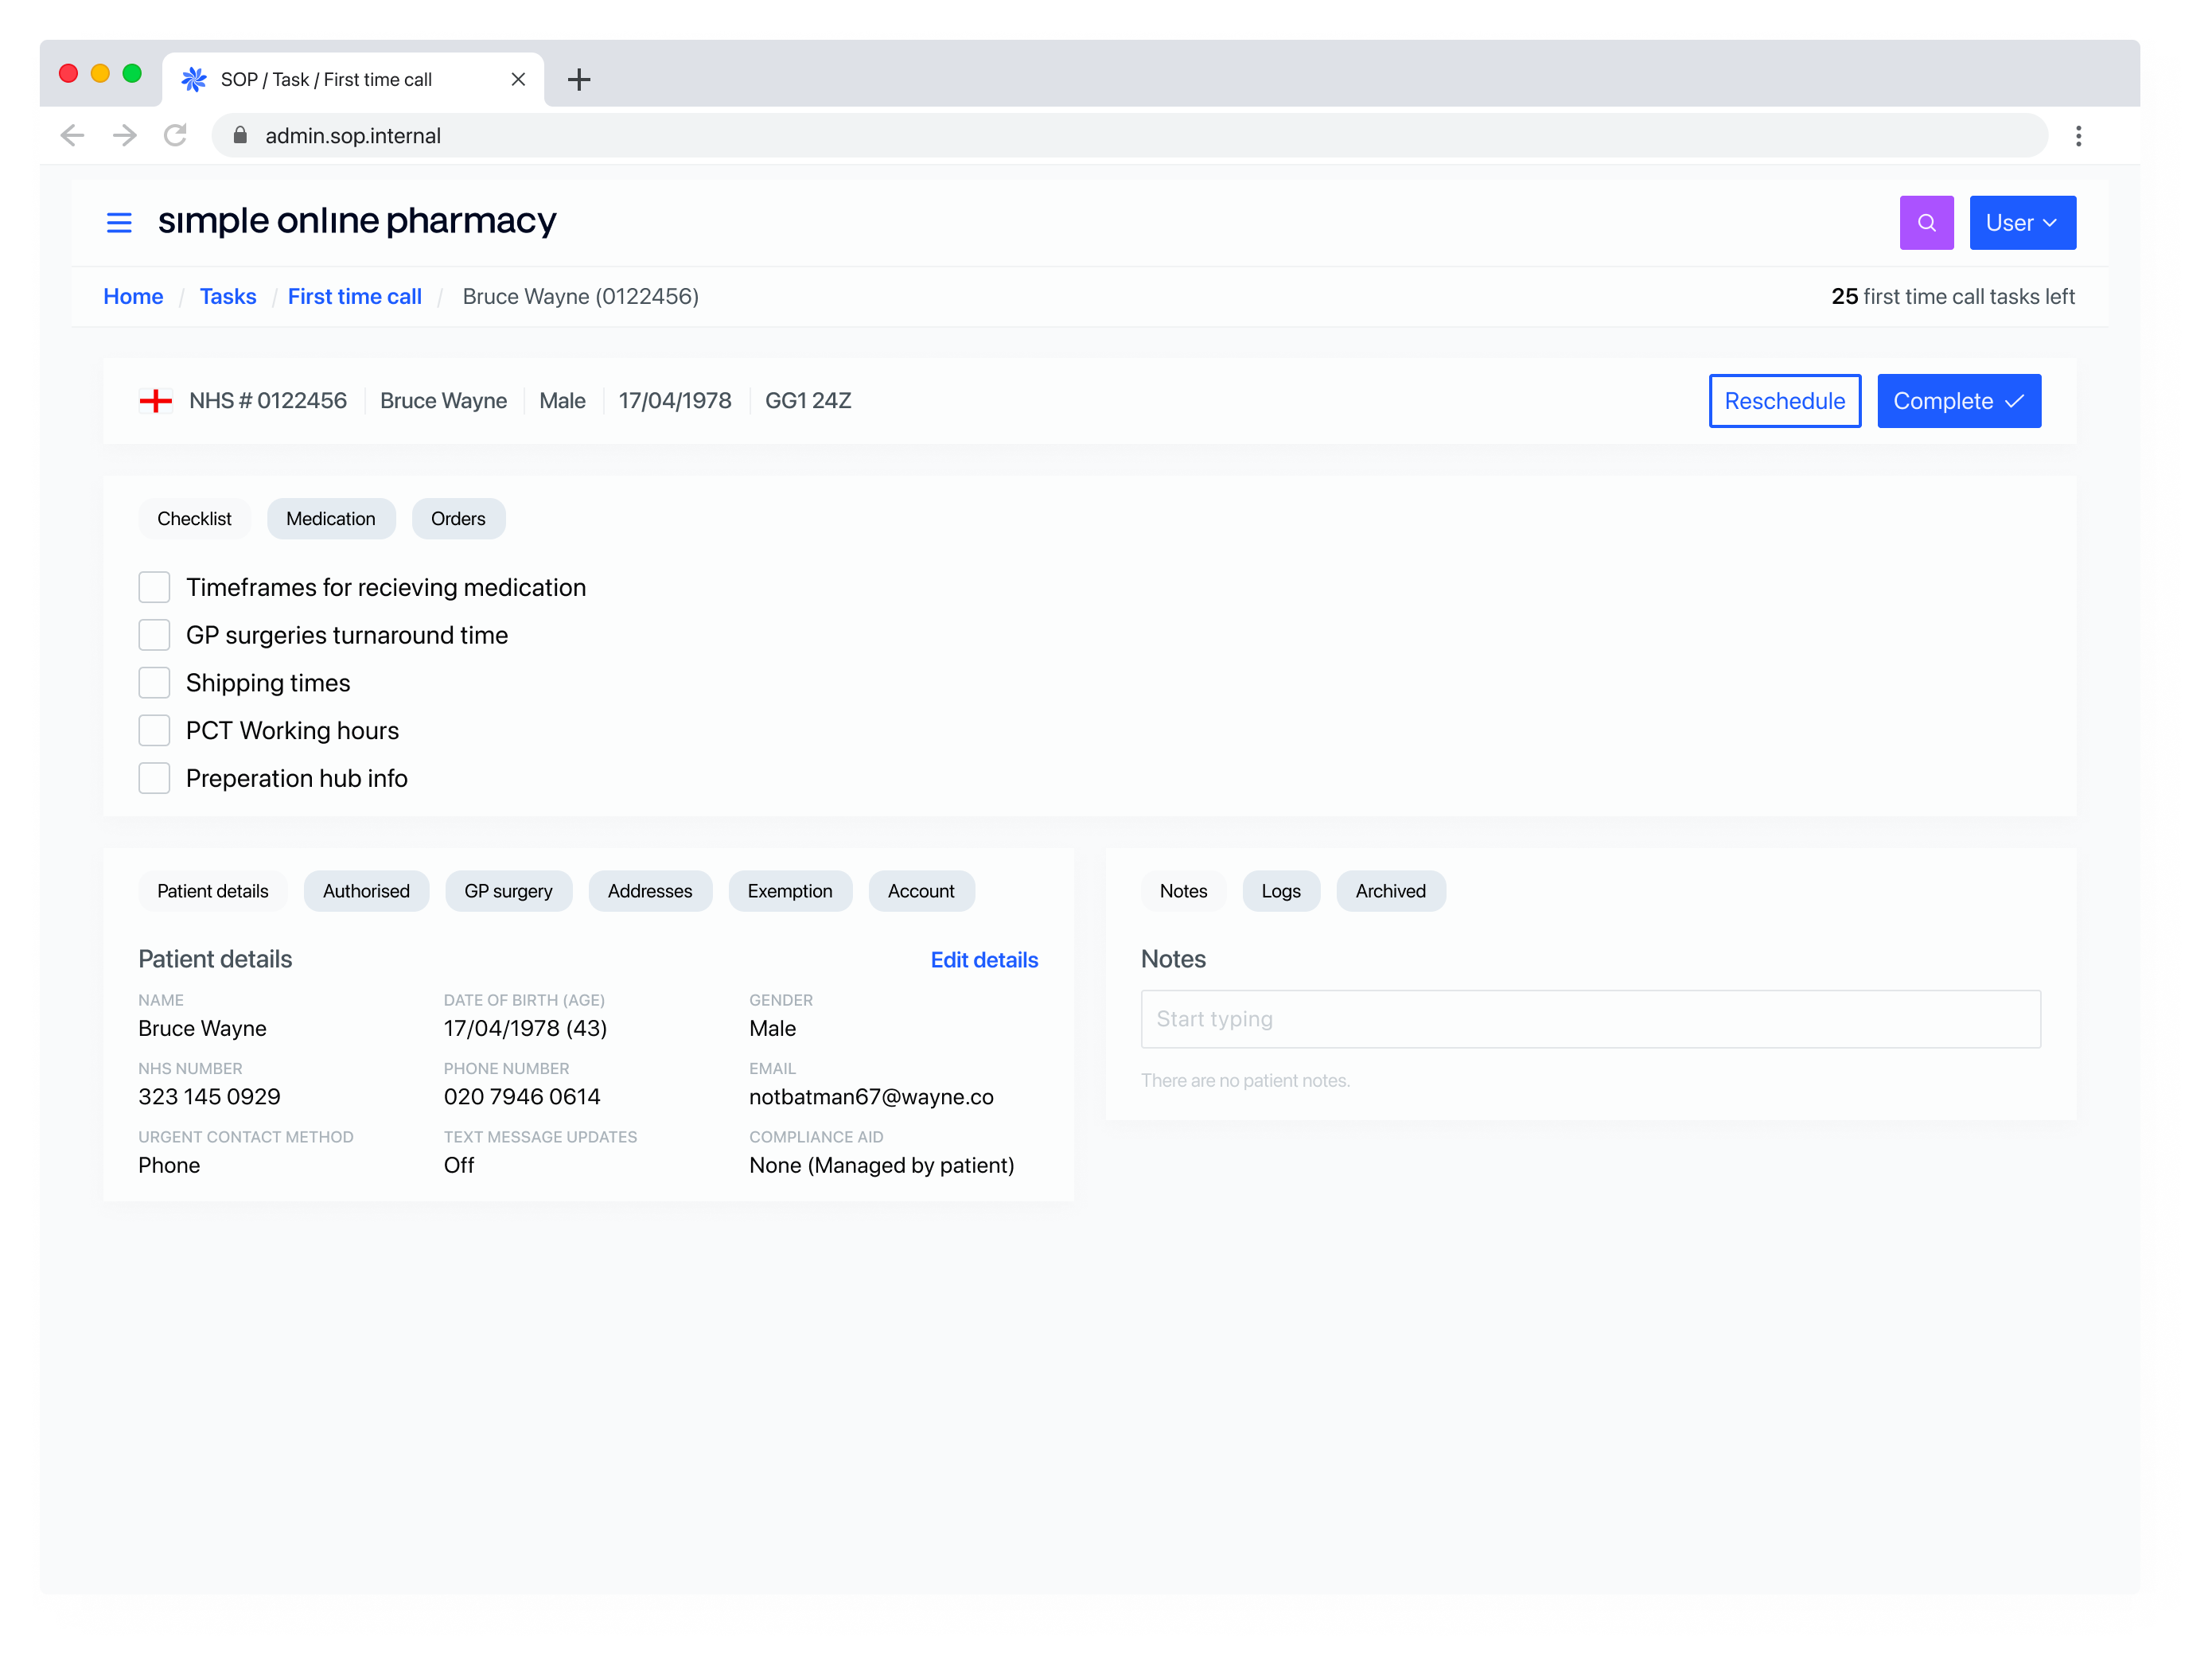 SOP / Task / First time call
admin.sop.internal
simple online pharmacy
User
Home / Tasks / First time call / Bruce Wayne (0122456)
25 first time call tasks left
NHS # 0122456 Bruce Wayne Male 17/04/1978 GG1 24Z
Reschedule
Complete
Checklist Medication Orders
Timeframes for recieving medication
GP surgeries turnaround time
Shipping times
PCT Working hours
Preperation hub info
Patient details Authorised GP surgery Addresses Exemption Account
Patient details
Edit details
NAME DATE OF BIRTH (AGE) GENDER
Bruce Wayne 17/04/1978 (43) Male
NHS NUMBER PHONE NUMBER EMAIL
323 145 0929 020 7946 0614 notbatman67@wayne.co
URGENT CONTACT METHOD TEXT MESSAGE UPDATES COMPLIANCE AID
Phone Off None (Managed by patient)
Notes Logs Archived
Notes
Start typing
There are no patient notes.